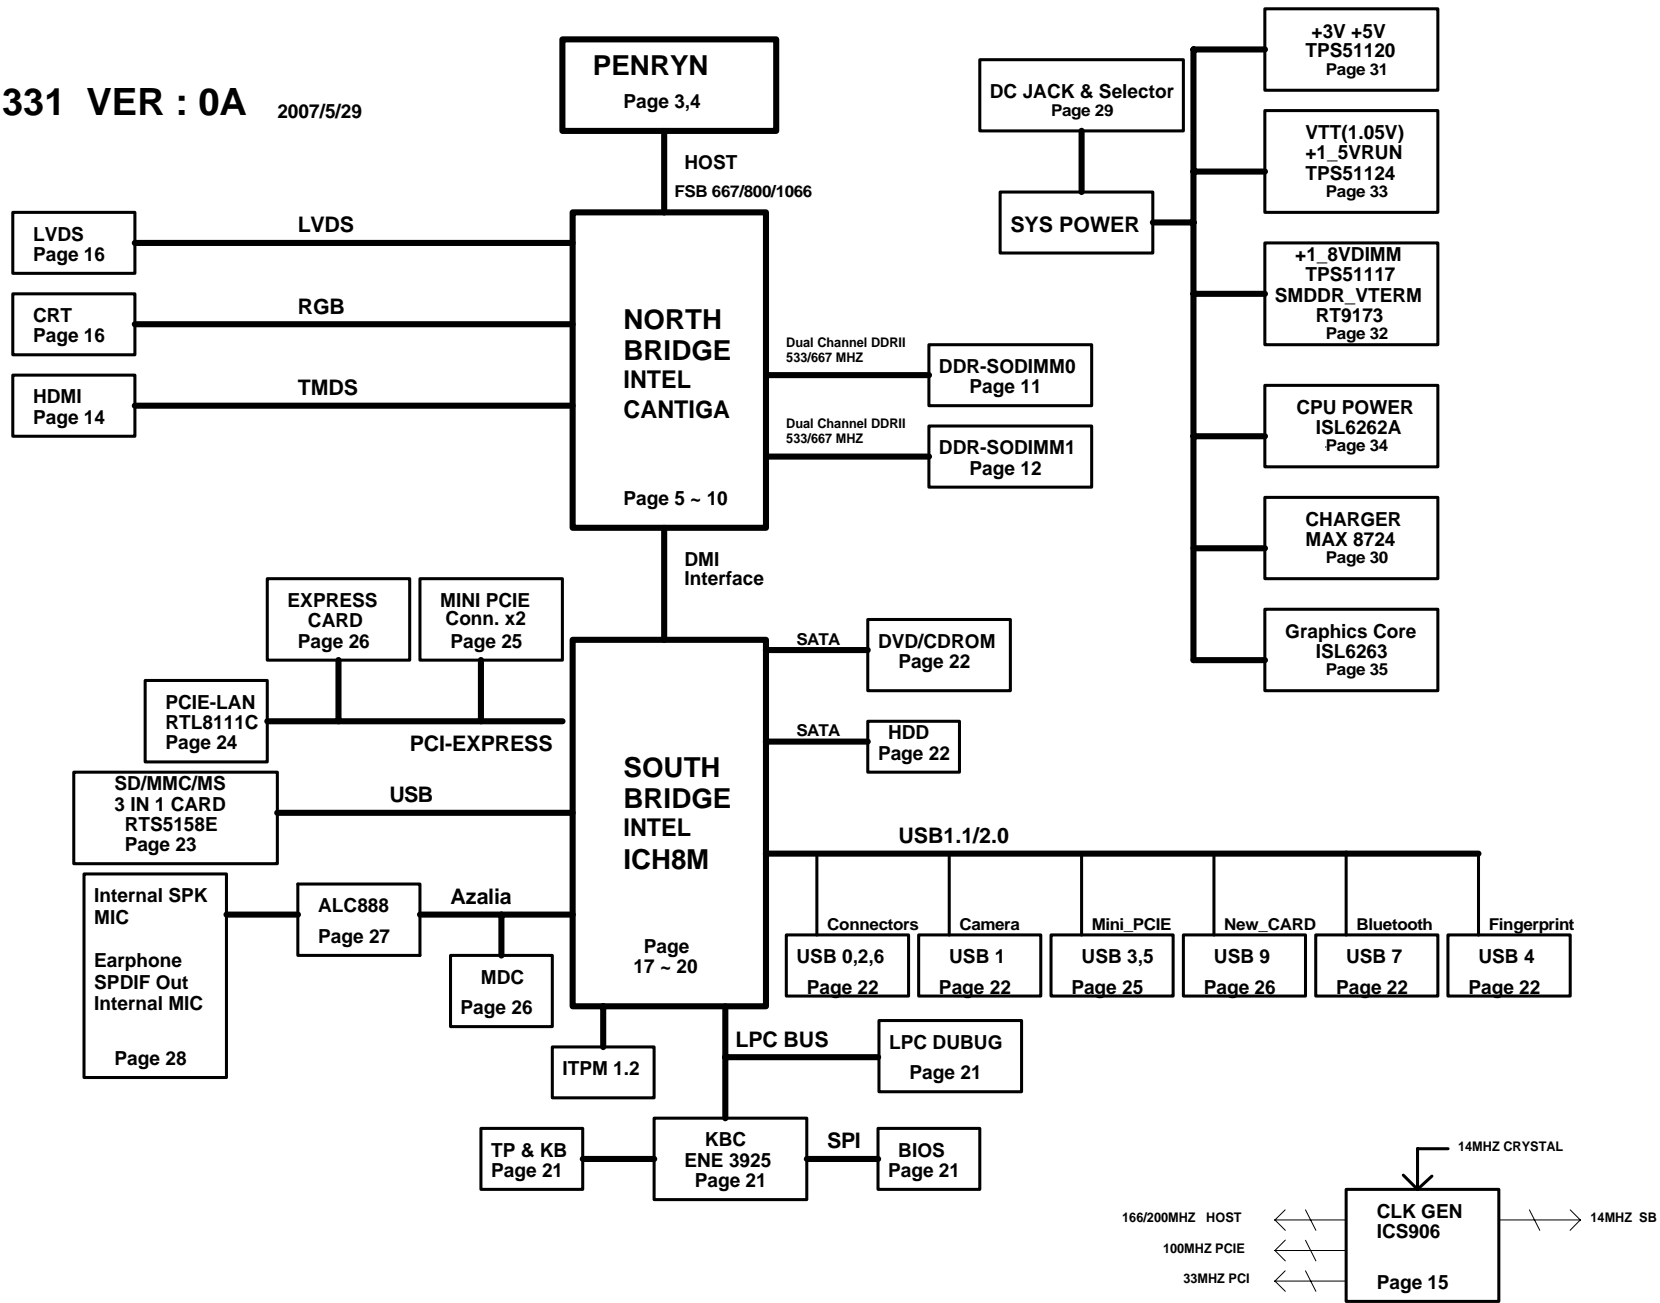 331 VER : 0A 2007/5/29
PENRYN
Page 3,4
HOST
FSB 667/800/1066
LVDS
Page 16
LVDS
CRT
Page 16
RGB
HDMI
Page 14
TMDS
NORTH
BRIDGE
INTEL
CANTIGA
Page 5 ~ 10
Dual Channel DDRII
533/667 MHZ
DDR-SODIMM0
Page 11
Dual Channel DDRII
533/667 MHZ
DDR-SODIMM1
Page 12
DC JACK & Selector
Page 29
SYS POWER
+3V +5V
TPS51120
Page 31
VTT(1.05V)
+1_5VRUN
TPS51124
Page 33
+1_8VDIMM
TPS51117
SMDDR_VTERM
RT9173
Page 32
CPU POWER
ISL6262A
Page 34
CHARGER
MAX 8724
Page 30
Graphics Core
ISL6263
Page 35
DMI
Interface
EXPRESS
CARD
Page 26
MINI PCIE
Conn. x2
Page 25
PCIE-LAN
RTL8111C
Page 24
PCI-EXPRESS
SD/MMC/MS
3 IN 1 CARD
RTS5158E
Page 23
USB
SOUTH
BRIDGE
INTEL
ICH8M
Page
17 ~ 20
SATA
DVD/CDROM
Page 22
SATA
HDD
Page 22
USB1.1/2.0
Connectors
USB 0,2,6
Page 22
Camera
USB 1
Page 22
Mini_PCIE
USB 3,5
Page 25
New_CARD
USB 9
Page 26
Bluetooth
USB 7
Page 22
Fingerprint
USB 4
Page 22
Internal SPK
MIC
Earphone
SPDIF Out
Internal MIC
Page 28
ALC888
Page 27
Azalia
MDC
Page 26
ITPM 1.2
LPC BUS
LPC DUBUG
Page 21
TP & KB
Page 21
KBC
ENE 3925
Page 21
SPI
BIOS
Page 21
14MHZ CRYSTAL
CLK GEN
ICS906
Page 15
166/200MHZ HOST
100MHZ PCIE
33MHZ PCI
14MHZ SB